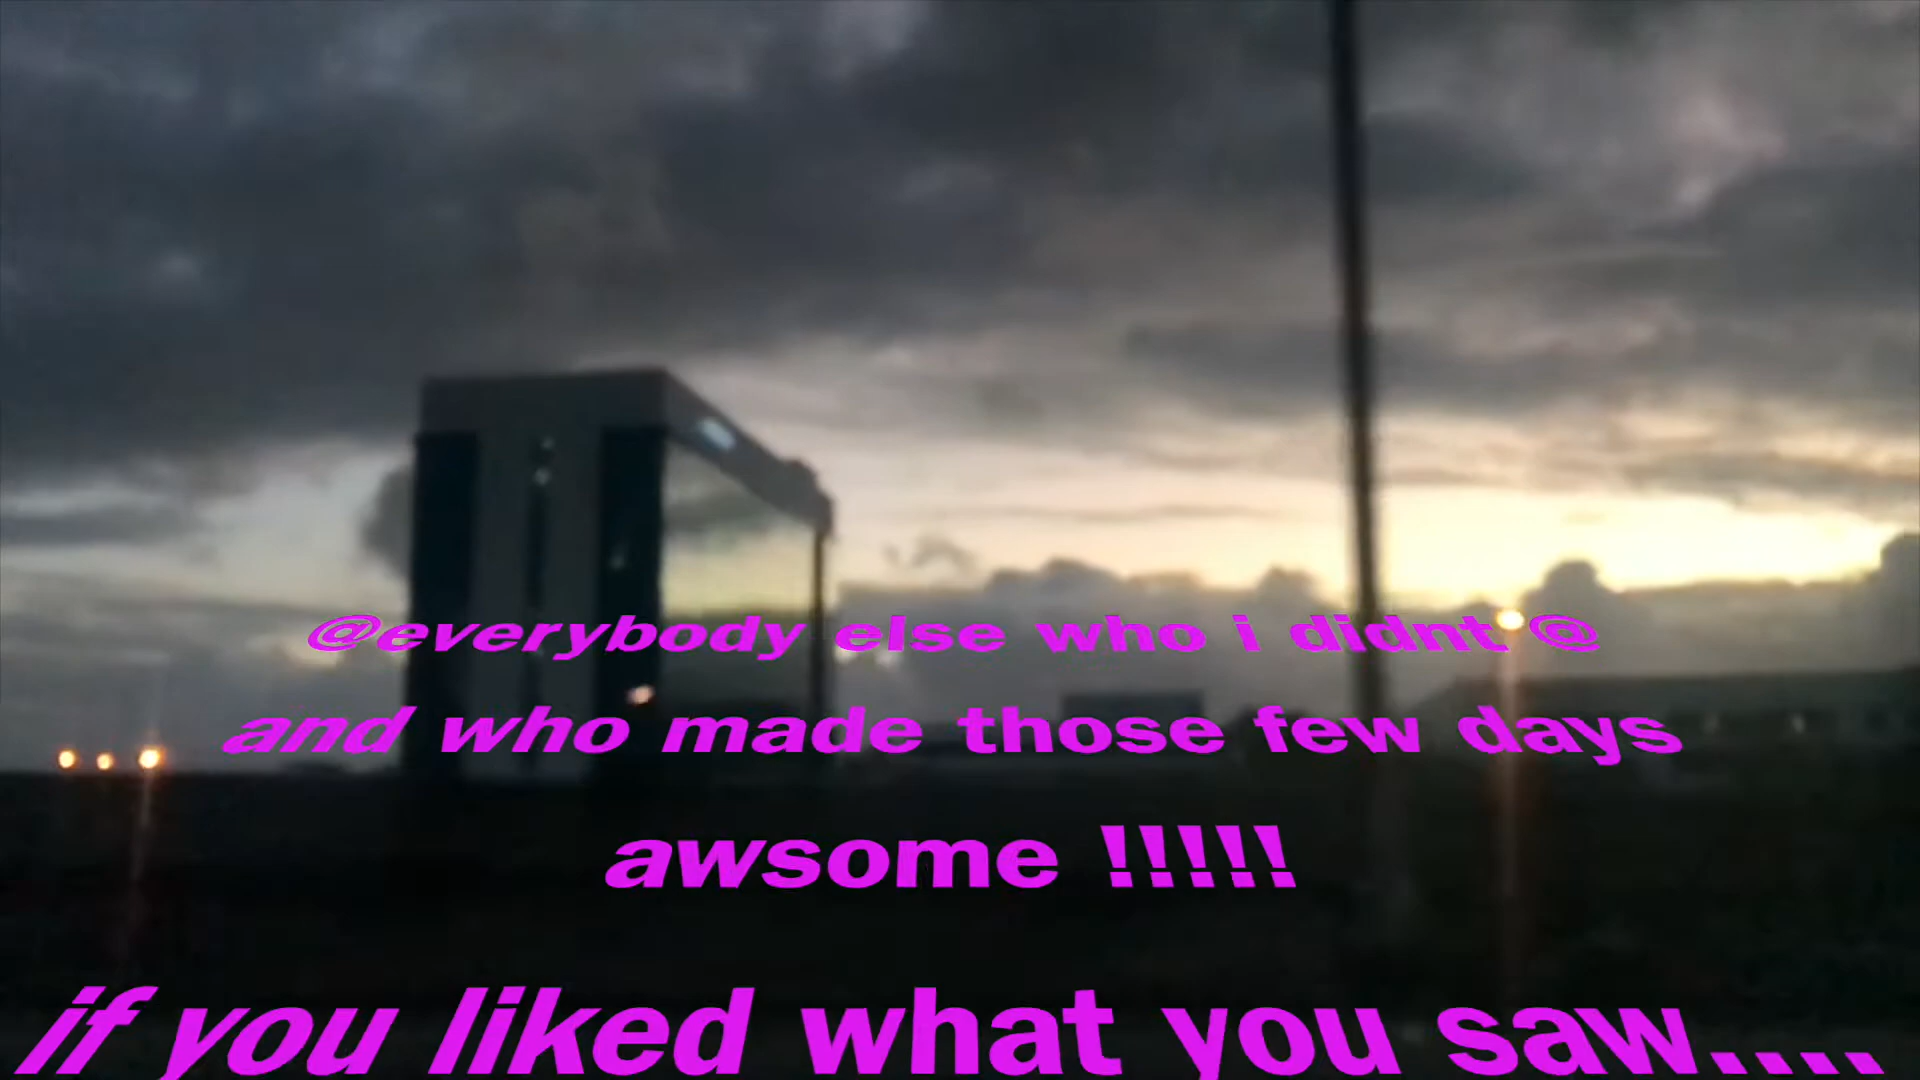 @everybody else who i didnt @
and who made those few days
awsome !!!!!
if you liked what you saw....